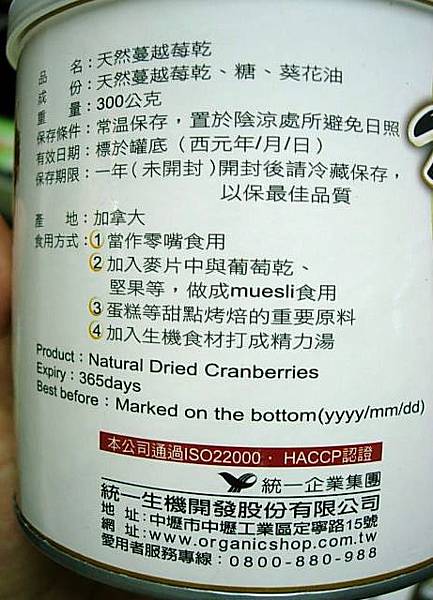 品　名：天然蔓越莓乾
成　份：天然蔓越莓乾、糖、葵花油
重　量：300公克
保存條件：常温保存，置於陰涼處所避免日照
有效日期：標於罐底（西元年/月/日）
保存期限：一年（未開封）開封後請冷藏保存，
以保最佳品質
產　地：加拿大
食用方式：①當作零嘴食用
②加入麥片中與葡萄乾、
堅果等，做成muesli食用
③蛋糕等甜點烤焙的重要原料
④加入生機食材打成精力湯
Product：Natural Dried Cranberries
Expiry：365days
Best before：Marked on the bottom(yyyy/mm/dd)
本公司通過ISO22000．HACCP認證
統一企業集團
統一生機開發股份有限公司
地 址:中壢市中壢工業區定寧路15號
網 址:www.organicshop.com.tw
愛用者服務專線：0800-880-988